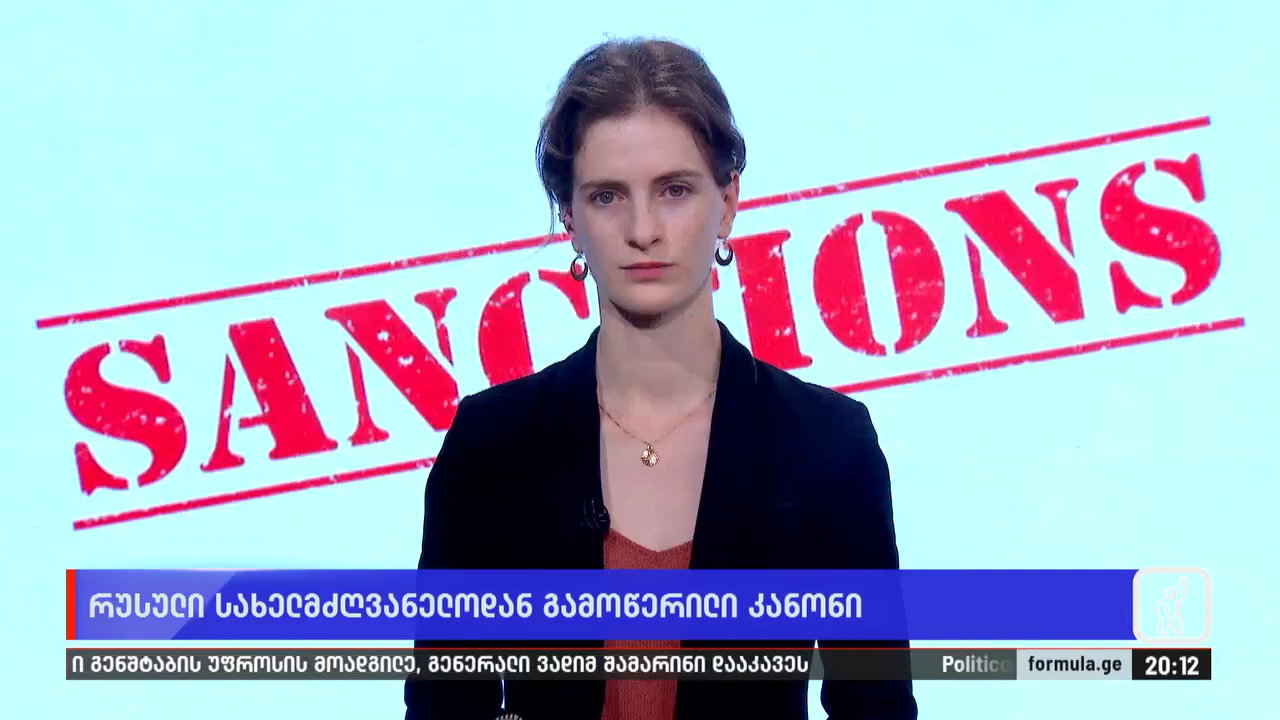 SANCTIONS
რუსული სახელმძღვანელოდან გამოწერილი კანონი
ი გენშტაბის უფროსის მოადგილე, გენერალი ვადიმ შამარინი დააკავეს
Politico
formula.ge
20:12